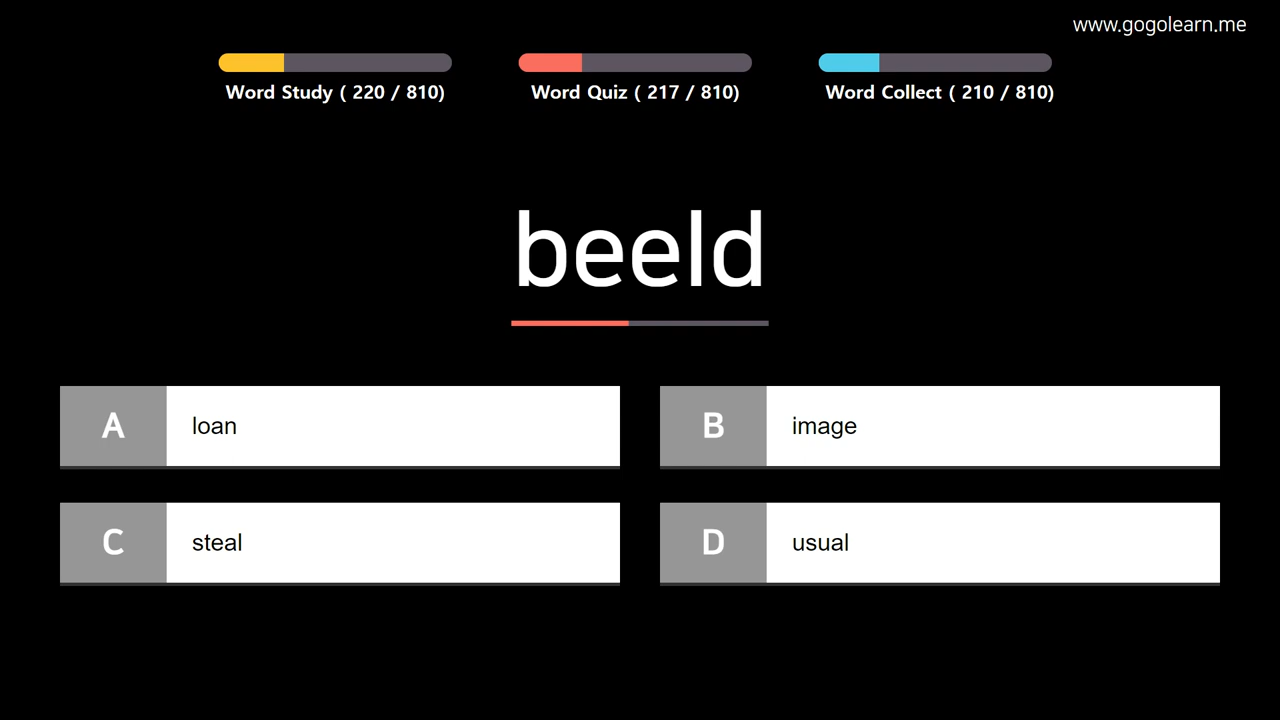 www.gogolearn.me
Word Study ( 220 / 810)
Word Quiz ( 217 / 810)
Word Collect ( 210 / 810)
beeld
A loan
B image
C steal
D usual